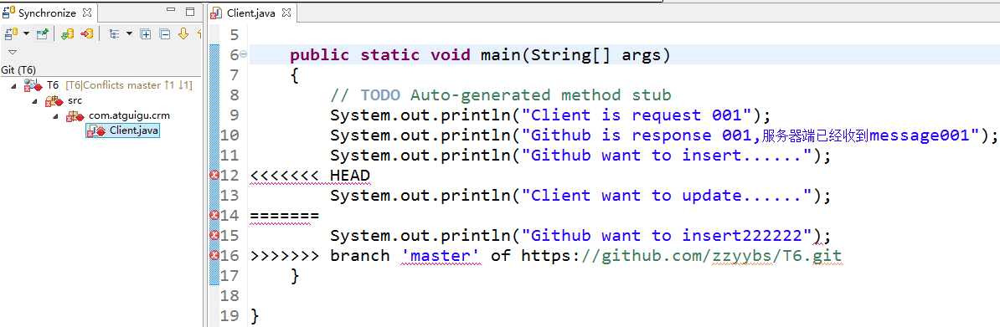 Synchronize
Git (T6)
T6 [T6|Conflicts master ↑1 ↓1]
src
com.atguigu.crm
Client.java
Client.java
5
6 public static void main(String[] args)
7 {
8 // TODO Auto-generated method stub
9 System.out.println("Client is request 001");
10 System.out.println("Github is response 001,服务器端已经收到message001");
11 System.out.println("Github want to insert......");
12 <<<<<<< HEAD
13 System.out.println("Client want to update......");
14 =======
15 System.out.println("Github want to insert222222");
16 >>>>>>> branch 'master' of https://github.com/zzyybs/T6.git
17 }
18
19 }